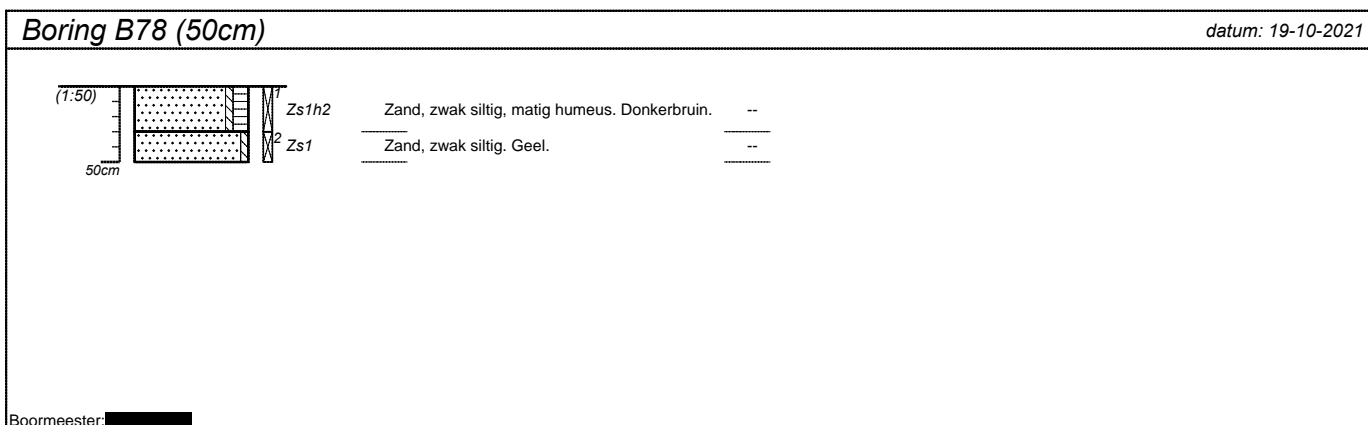 Boring B78 (50cm) datum: 19-10-2021
(1:50)
1 Zs1h2 Zand, zwak siltig, matig humeus. Donkerbruin. --
2 Zs1 Zand, zwak siltig. Geel. --
50cm
Boormeester: